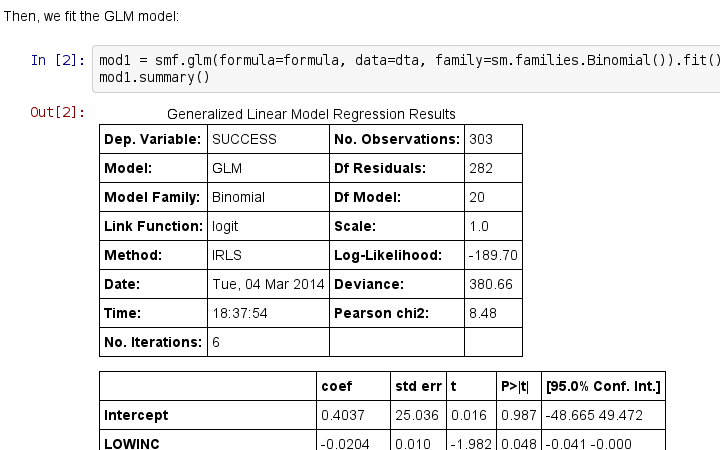 Then, we fit the GLM model:
In [2]: mod1 = smf.glm(formula=formula, data=dta, family=sm.families.Binomial()).fit()
mod1.summary()
Out[2]: Generalized Linear Model Regression Results
Dep. Variable: SUCCESS No. Observations: 303
Model: GLM Df Residuals: 282
Model Family: Binomial Df Model: 20
Link Function: logit Scale: 1.0
Method: IRLS Log-Likelihood: -189.70
Date: Tue, 04 Mar 2014 Deviance: 380.66
Time: 18:37:54 Pearson chi2: 8.48
No. Iterations: 6
coef std err t P>|t| [95.0% Conf. Int.]
Intercept 0.4037 25.036 0.016 0.987 -48.665 49.472
LOWINC -0.0204 0.010 -1.982 0.048 -0.041 -0.000